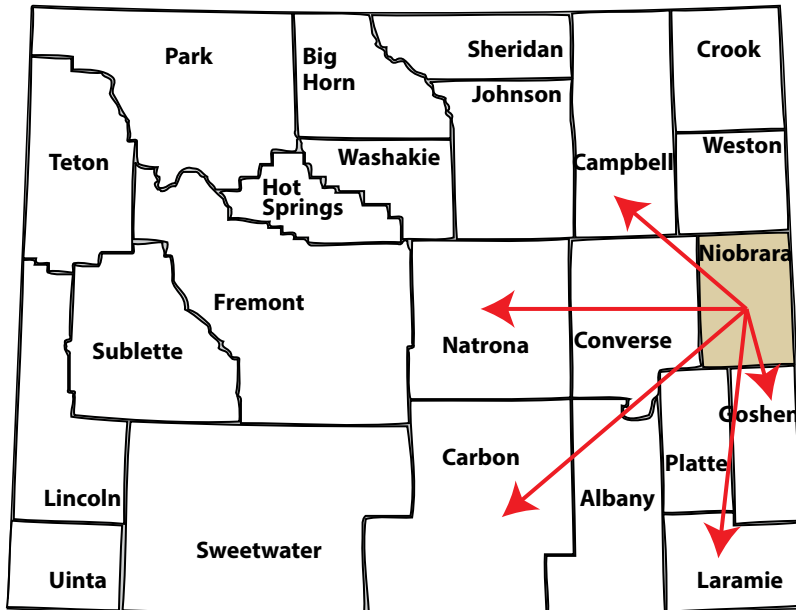 Park
Big
Horn
Sheridan
Crook
Johnson
Teton
Washakie
Campbell
Weston
Hot
Springs
Niobrara
Fremont
Sublette
Natrona
Converse
Goshen
Carbon
Platte
Lincoln
Albany
Sweetwater
Uinta
Laramie